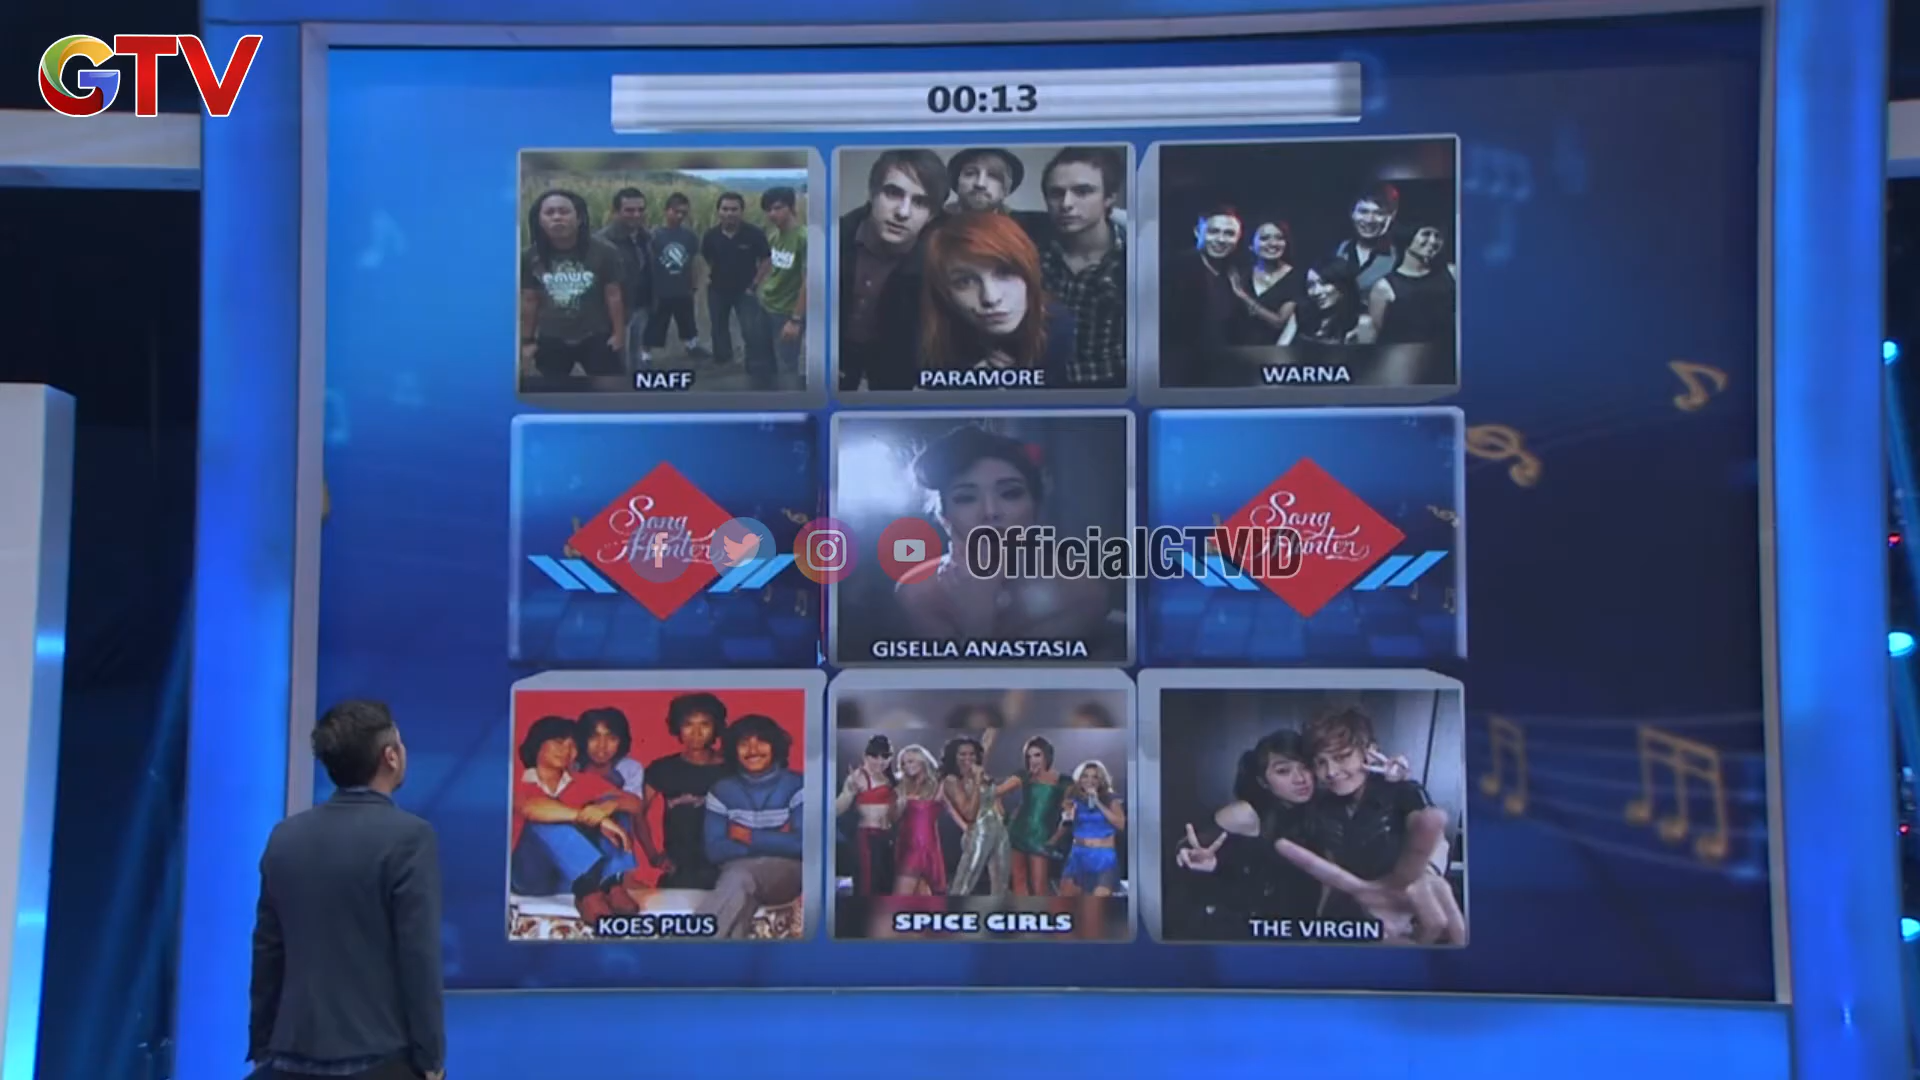 GTV
00:13
NAFF
PARAMORE
WARNA
Song
Hunter
Song
Hunter
OfficialGTVID
GISELLA ANASTASIA
KOES PLUS
SPICE GIRLS
THE VIRGIN